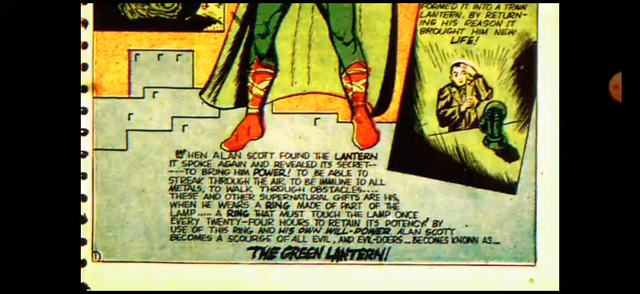 FORMED IT INTO A TRAIN
LANTERN, BY RETURN-
ING HIS REASON IT
BROUGHT HIM NEW
LIFE!
WHEN ALAN SCOTT FOUND THE LANTERN
IT SPOKE AGAIN AND REVEALED ITS SECRET--
---TO BRING HIM POWER! TO BE ABLE TO
STREAK THROUGH THE AIR, TO BE IMMUNE TO ALL
METALS, TO WALK THROUGH OBSTACLES....
THESE AND OTHER SUPERNATURAL GIFTS ARE HIS,
WHEN HE WEARS A RING MADE OF PART OF THE
LAMP..... A RING THAT MUST TOUCH THE LAMP ONCE
EVERY TWENTY-FOUR HOURS TO RETAIN ITS POTENCY! BY
USE OF THIS RING AND HIS OWN WILL-POWER, ALAN SCOTT
BECOMES A SCOURGE OF ALL EVIL, AND EVIL-DOERS...BECOMES KNOWN AS...
THE GREEN LANTERN!
1